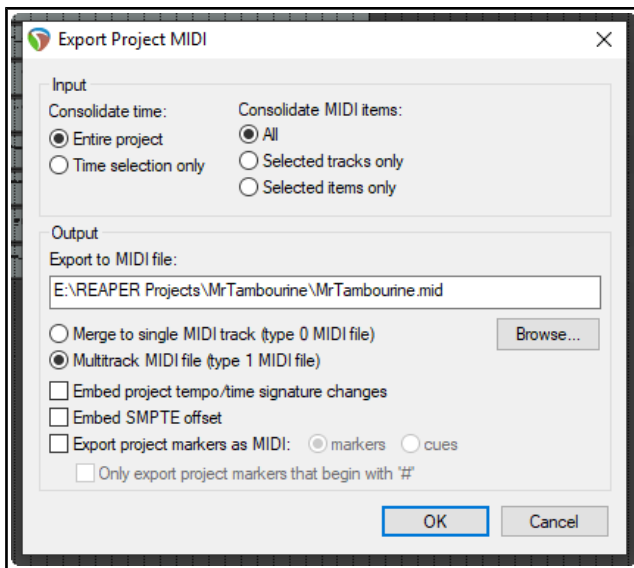 Export Project MIDI
Input
Consolidate time:
Entire project
Time selection only
Consolidate MIDI items:
All
Selected tracks only
Selected items only
Output
Export to MIDI file:
E:\REAPER Projects\MrTambourine\MrTambourine.mid
Merge to single MIDI track (type 0 MIDI file)
Browse...
Multitrack MIDI file (type 1 MIDI file)
Embed project tempo/time signature changes
Embed SMPTE offset
Export project markers as MIDI: markers cues
Only export project markers that begin with '#'
OK Cancel